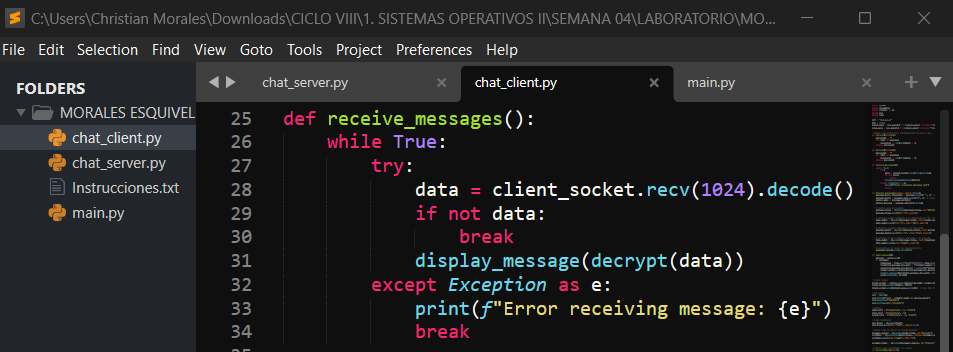 C:\Users\Christian Morales\Downloads\CICLO VIII\1. SISTEMAS OPERATIVOS II\SEMANA 04\LABORATORIO\MO...
File Edit Selection Find View Goto Tools Project Preferences Help
FOLDERS
MORALES ESQUIVEL
chat_client.py
chat_server.py
Instrucciones.txt
main.py
chat_server.py chat_client.py main.py
25 def receive_messages():
26 while True:
27 try:
28 data = client_socket.recv(1024).decode()
29 if not data:
30 break
31 display_message(decrypt(data))
32 except Exception as e:
33 print(f"Error receiving message: {e}")
34 break